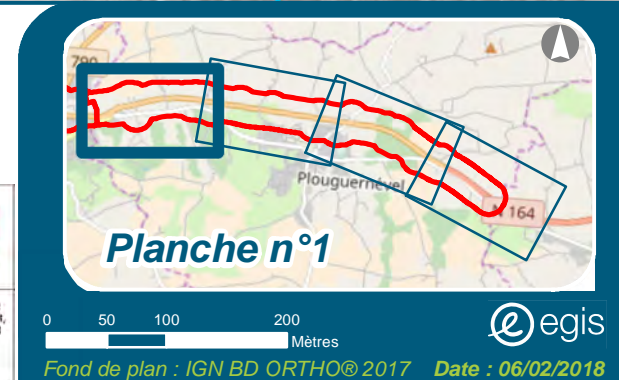 790
Plouguernével
N 164
Planche n°1
0 50 100 200
Mètres
egis
Fond de plan : IGN BD ORTHO® 2017 Date : 06/02/2018